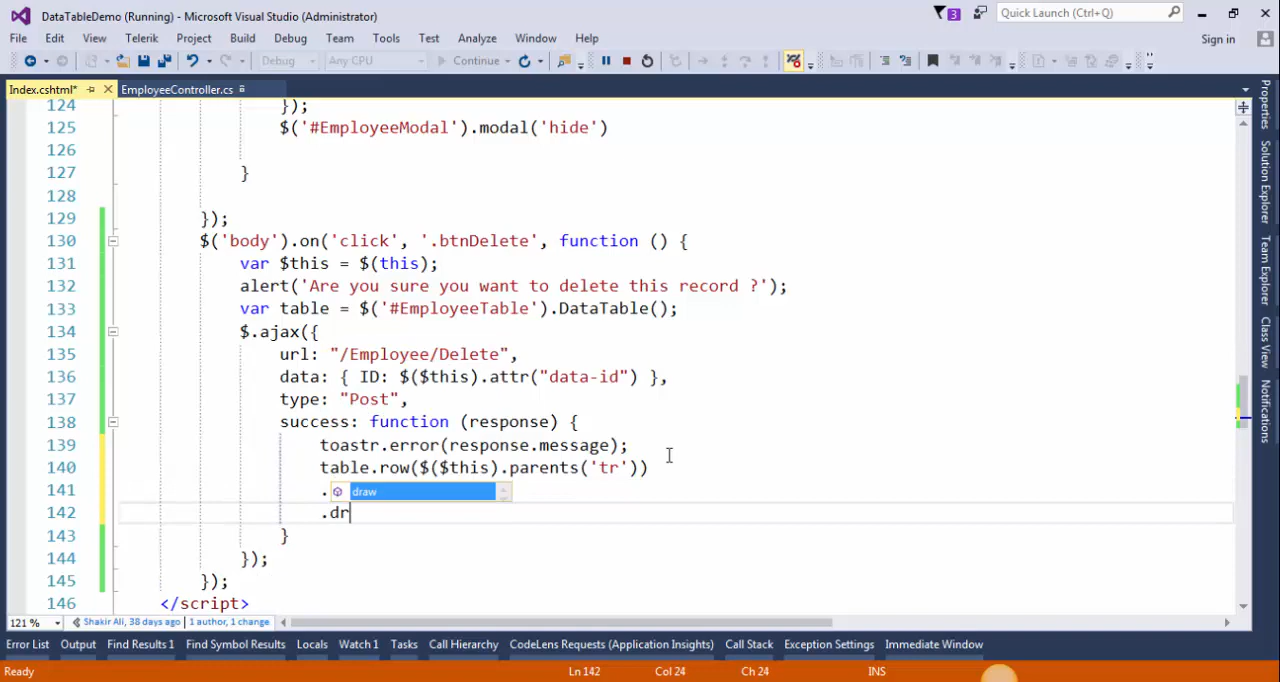 DataTableDemo (Running) - Microsoft Visual Studio (Administrator)
3
Quick Launch (Ctrl+Q)
File Edit View Telerik Project Build Debug Team Tools Test Analyze Window Help
Sign in
Debug Any CPU Continue
Index.cshtml* EmployeeController.cs
124 });
125 $('#EmployeeModal').modal('hide')
126
127 }
128
129 });
130 $('body').on('click', '.btnDelete', function () {
131 var $this = $(this);
132 alert('Are you sure you want to delete this record ?');
133 var table = $('#EmployeeTable').DataTable();
134 $.ajax({
135 url: "/Employee/Delete",
136 data: { ID: $($this).attr("data-id") },
137 type: "Post",
138 success: function (response) {
139 toastr.error(response.message);
140 table.row($($this).parents('tr'))
141 . draw
142 .dr
143 }
144 });
145 });
146 </script>
Properties
Solution Explorer
Team Explorer
Class View
Notifications
121 % Shakir Ali, 38 days ago | 1 author, 1 change
Error List Output Find Results 1 Find Symbol Results Locals Watch 1 Tasks Call Hierarchy CodeLens Requests (Application Insights) Call Stack Exception Settings Immediate Window
Ready Ln 142 Col 24 Ch 24 INS